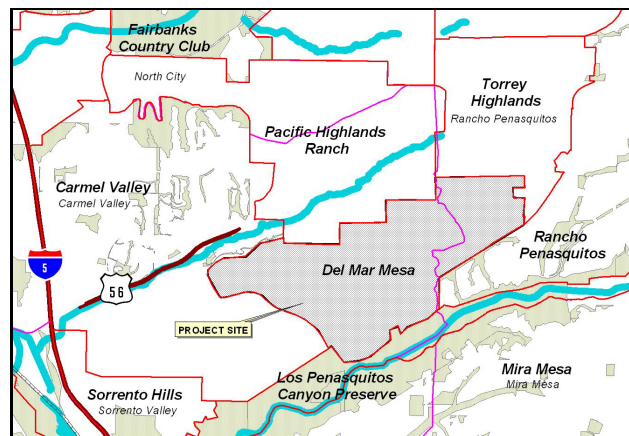 Fairbanks
Country Club
North City
Torrey
Highlands
Rancho Penasquitos
Pacific Highlands
Ranch
Carmel Valley
Carmel Valley
Rancho
Penasquitos
5
56
Del Mar Mesa
PROJECT SITE
Mira Mesa
Mira Mesa
Los Penasquitos
Canyon Preserve
Sorrento Hills
Sorrento Valley